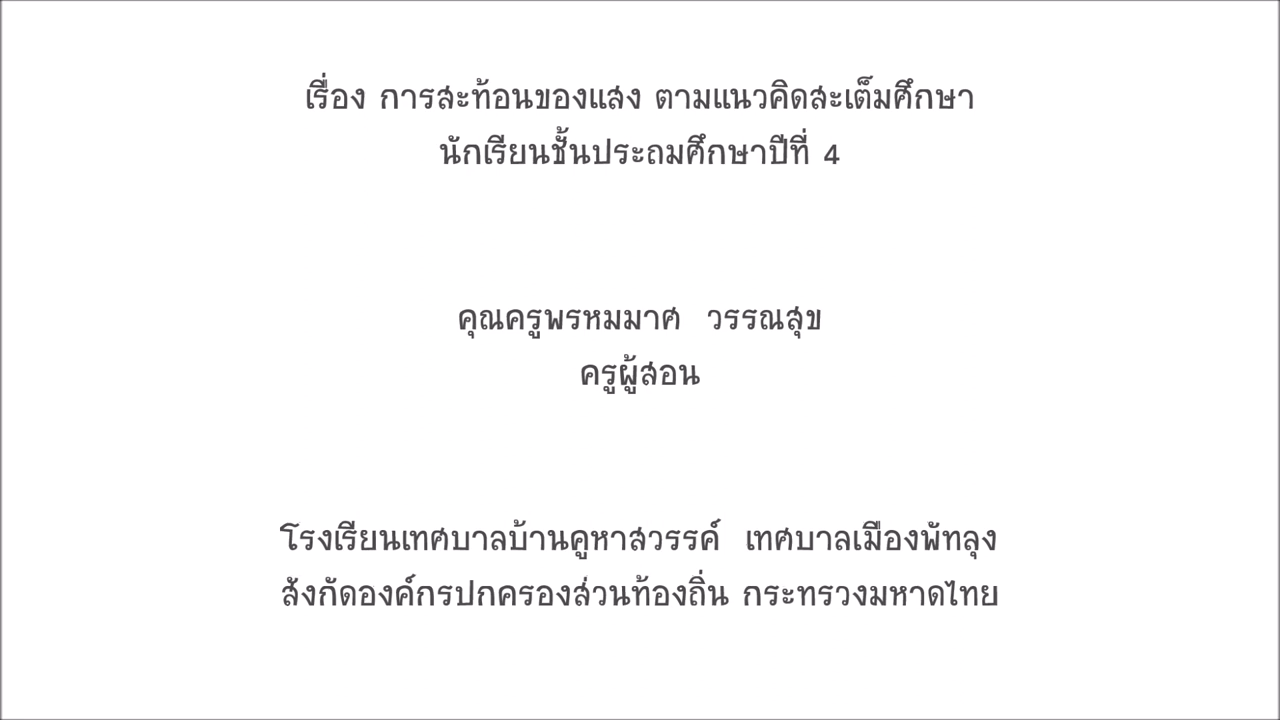 เรื่อง การสะท้อนของแสง ตามแนวคิดสะเต็มศึกษา
นักเรียนชั้นประถมศึกษาปีที่ 4
คุณครูพรหมมาศ วรรณสุข
ครูผู้สอน
โรงเรียนเทศบาลบ้านคูหาสวรรค์ เทศบาลเมืองพัทลุง
สังกัดองค์กรปกครองส่วนท้องถิ่น กระทรวงมหาดไทย